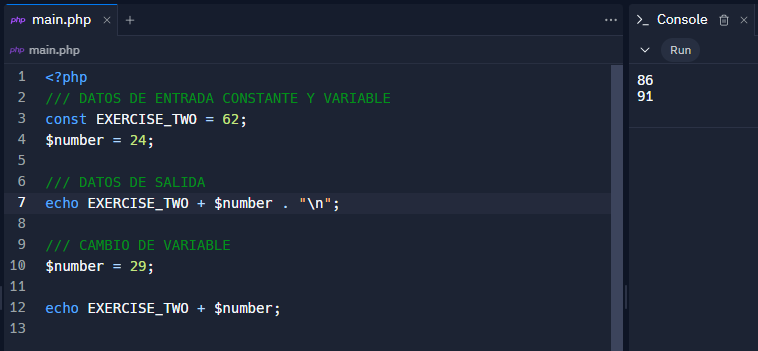 php main.php × +
...
php main.php
1 <?php
2 /// DATOS DE ENTRADA CONSTANTE Y VARIABLE
3 const EXERCISE_TWO = 62;
4 $number = 24;
5
6 /// DATOS DE SALIDA
7 echo EXERCISE_TWO + $number . "\n";
8
9 /// CAMBIO DE VARIABLE
10 $number = 29;
11
12 echo EXERCISE_TWO + $number;
13
>_ Console ×
Run
86
91